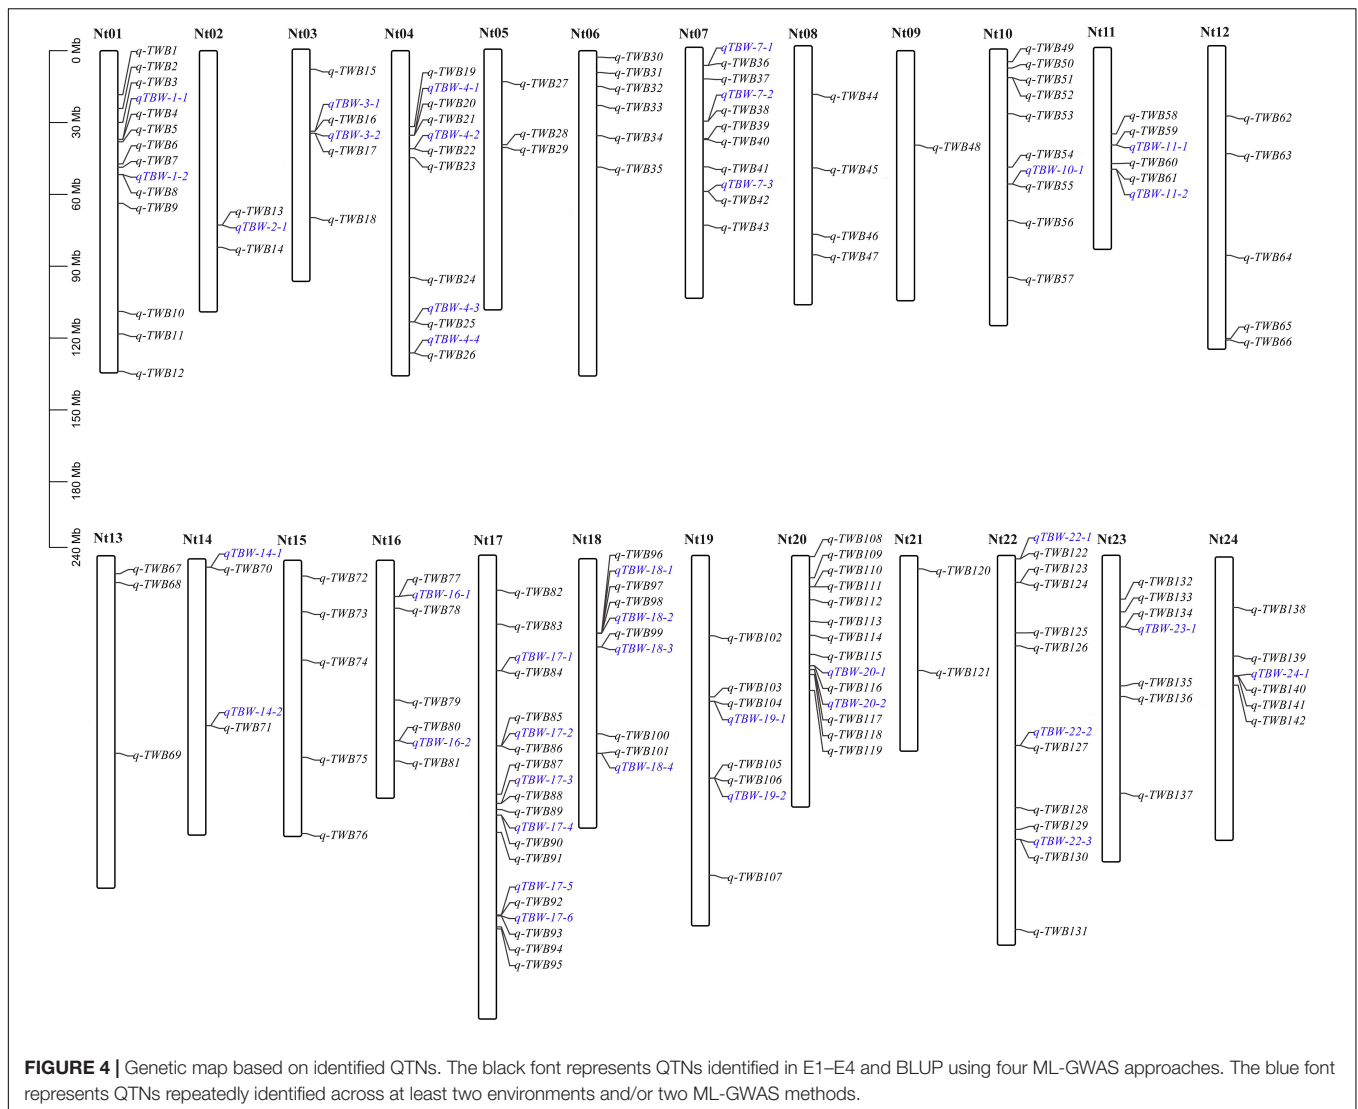 Nt01
Nt02
Nt03
Nt04
Nt05
Nt06
Nt07
Nt08
Nt09
Nt10
Nt11
Nt12
0 Mb
30 Mb
60 Mb
90 Mb
120 Mb
150 Mb
180 Mb
240 Mb
q-TWB1
q-TWB2
q-TWB3
qTBW-1-1
q-TWB4
q-TWB5
q-TWB6
q-TWB7
qTBW-1-2
q-TWB8
q-TWB9
q-TWB10
q-TWB11
q-TWB12
q-TWB13
qTBW-2-1
q-TWB14
q-TWB15
qTBW-3-1
q-TWB16
qTBW-3-2
q-TWB17
q-TWB18
q-TWB19
qTBW-4-1
q-TWB20
q-TWB21
qTBW-4-2
q-TWB22
q-TWB23
q-TWB24
qTBW-4-3
q-TWB25
qTBW-4-4
q-TWB26
q-TWB27
q-TWB28
q-TWB29
q-TWB30
q-TWB31
q-TWB32
q-TWB33
q-TWB34
q-TWB35
qTBW-7-1
q-TWB36
q-TWB37
qTBW-7-2
q-TWB38
q-TWB39
q-TWB40
q-TWB41
qTBW-7-3
q-TWB42
q-TWB43
q-TWB44
q-TWB45
q-TWB46
q-TWB47
q-TWB48
q-TWB49
q-TWB50
q-TWB51
q-TWB52
q-TWB53
q-TWB54
qTBW-10-1
q-TWB55
q-TWB56
q-TWB57
q-TWB58
q-TWB59
qTBW-11-1
q-TWB60
q-TWB61
qTBW-11-2
q-TWB62
q-TWB63
q-TWB64
q-TWB65
q-TWB66
Nt13
Nt14
Nt15
Nt16
Nt17
Nt18
Nt19
Nt20
Nt21
Nt22
Nt23
Nt24
q-TWB67
q-TWB68
q-TWB69
qTBW-14-1
q-TWB70
qTBW-14-2
q-TWB71
q-TWB72
q-TWB73
q-TWB74
q-TWB75
q-TWB76
q-TWB77
qTBW-16-1
q-TWB78
q-TWB79
q-TWB80
qTBW-16-2
q-TWB81
q-TWB82
q-TWB83
qTBW-17-1
q-TWB84
q-TWB85
qTBW-17-2
q-TWB86
q-TWB87
qTBW-17-3
q-TWB88
q-TWB89
qTBW-17-4
q-TWB90
q-TWB91
qTBW-17-5
q-TWB92
qTBW-17-6
q-TWB93
q-TWB94
q-TWB95
q-TWB96
qTBW-18-1
q-TWB97
q-TWB98
qTBW-18-2
q-TWB99
qTBW-18-3
q-TWB100
q-TWB101
qTBW-18-4
q-TWB102
q-TWB103
q-TWB104
qTBW-19-1
q-TWB105
q-TWB106
qTBW-19-2
q-TWB107
q-TWB108
q-TWB109
q-TWB110
q-TWB111
q-TWB112
q-TWB113
q-TWB114
q-TWB115
qTBW-20-1
q-TWB116
qTBW-20-2
q-TWB117
q-TWB118
q-TWB119
q-TWB120
q-TWB121
qTBW-22-1
q-TWB122
q-TWB123
q-TWB124
q-TWB125
q-TWB126
qTBW-22-2
q-TWB127
q-TWB128
q-TWB129
qTBW-22-3
q-TWB130
q-TWB131
q-TWB132
q-TWB133
q-TWB134
qTBW-23-1
q-TWB135
q-TWB136
q-TWB137
q-TWB138
q-TWB139
qTBW-24-1
q-TWB140
q-TWB141
q-TWB142
FIGURE 4 | Genetic map based on identified QTNs. The black font represents QTNs identified in E1–E4 and BLUP using four ML-GWAS approaches. The blue font
represents QTNs repeatedly identified across at least two environments and/or two ML-GWAS methods.